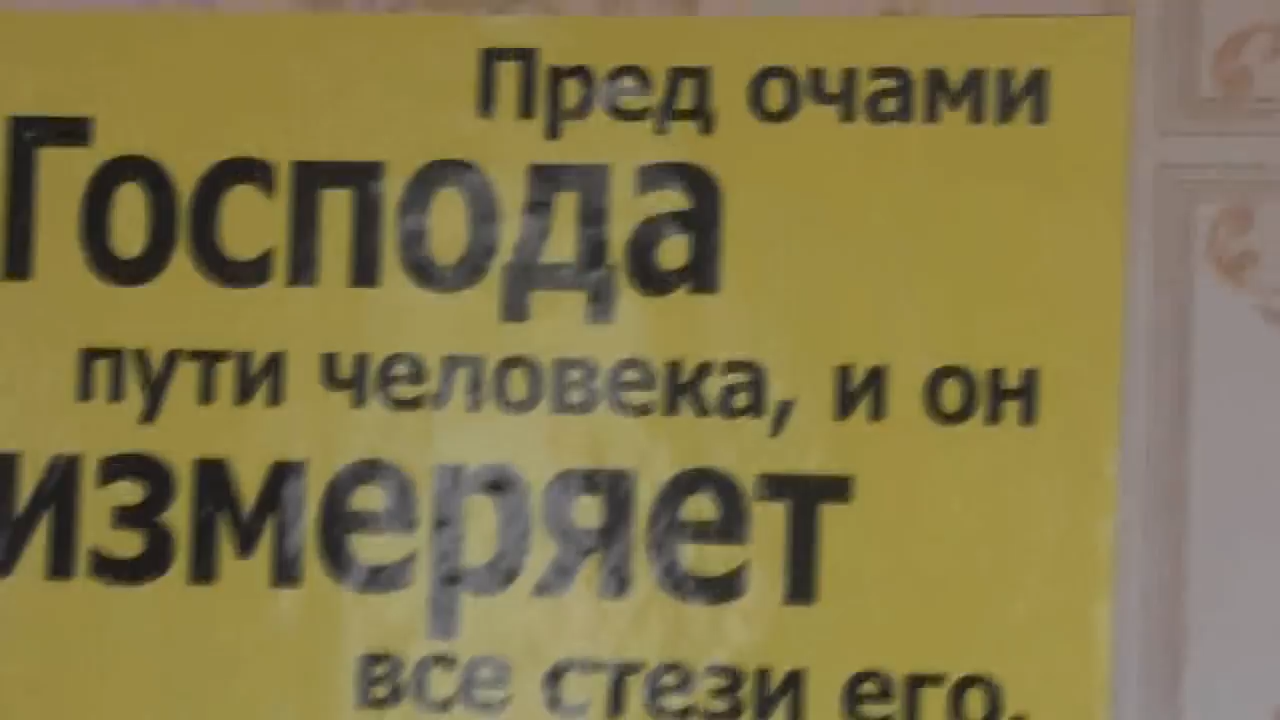 Пред очами
Господа
пути человека, и он
измеряет
все стези его.